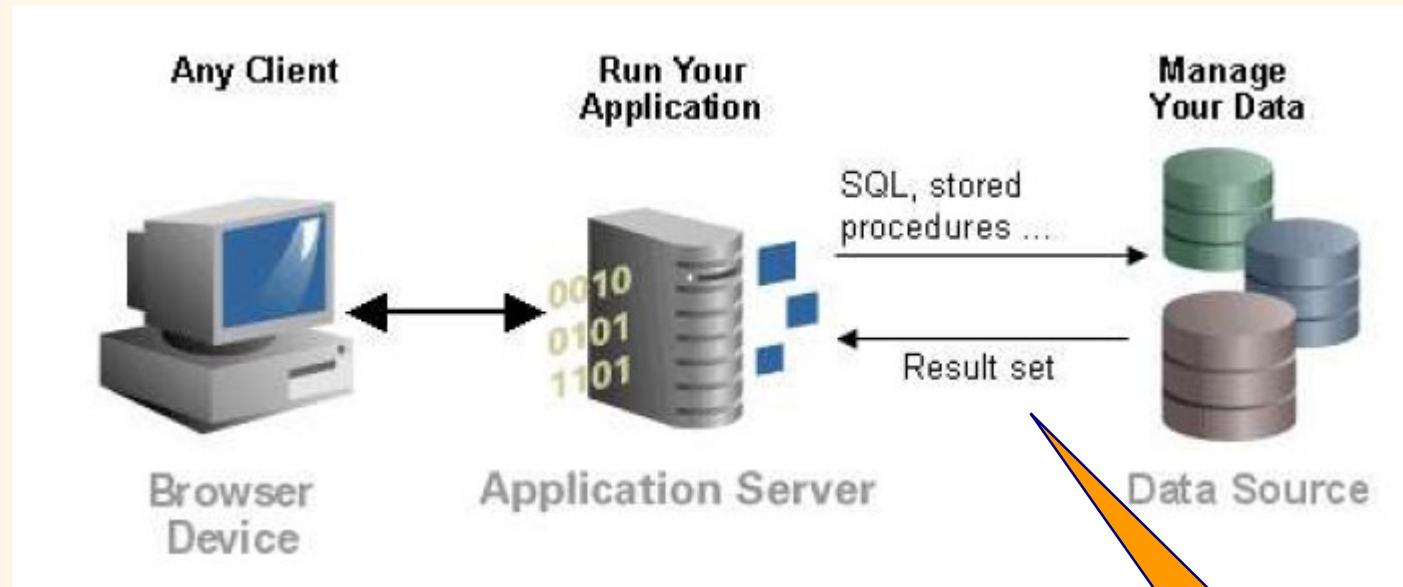 Any Client
Run Your
Application
Manage
Your Data
SQL, stored
procedures ...
0010
0101
1101
Result set
Browser
Device
Application Server
Data Source